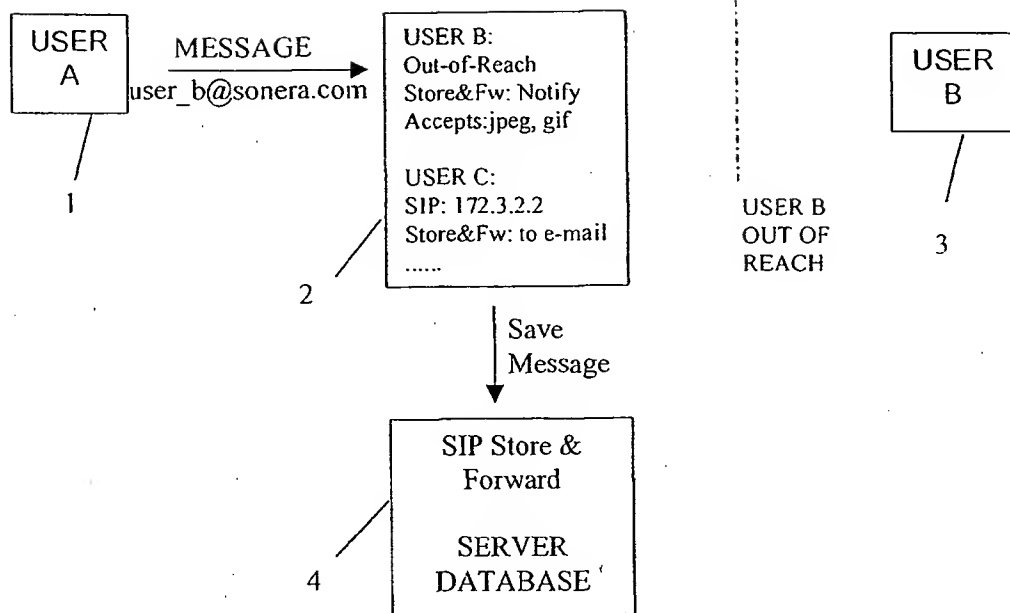 USER
A
MESSAGE
user_b@sonera.com
1
USER B:
Out-of-Reach
Store&Fw: Notify
Accepts:jpeg, gif
USER C:
SIP: 172.3.2.2
Store&Fw: to e-mail
......
2
USER B
OUT OF
REACH
USER
B
3
Save
Message
SIP Store &
Forward
SERVER
DATABASE
4